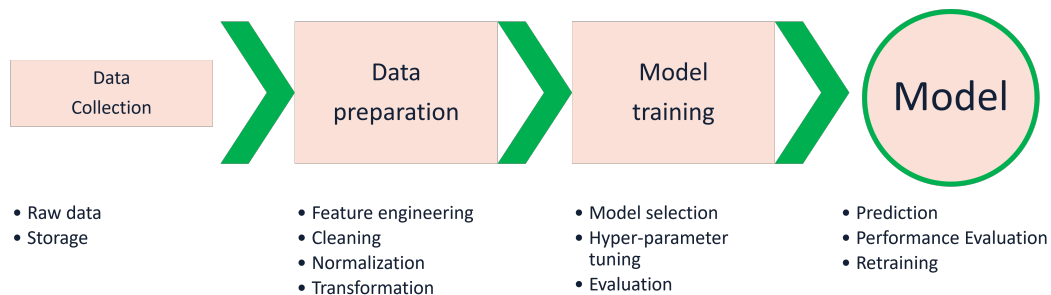 Data
Collection
Data
preparation
Model
training
Model
• Raw data
• Storage
• Feature engineering
• Cleaning
• Normalization
• Transformation
• Model selection
• Hyper-parameter
tuning
• Evaluation
• Prediction
• Performance Evaluation
• Retraining